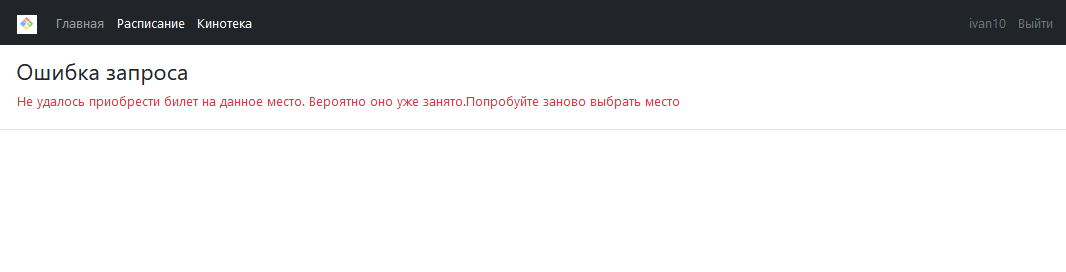 Главная Расписание Кинотека ivan10 Выйти
Ошибка запроса
Не удалось приобрести билет на данное место. Вероятно оно уже занято.Попробуйте заново выбрать место